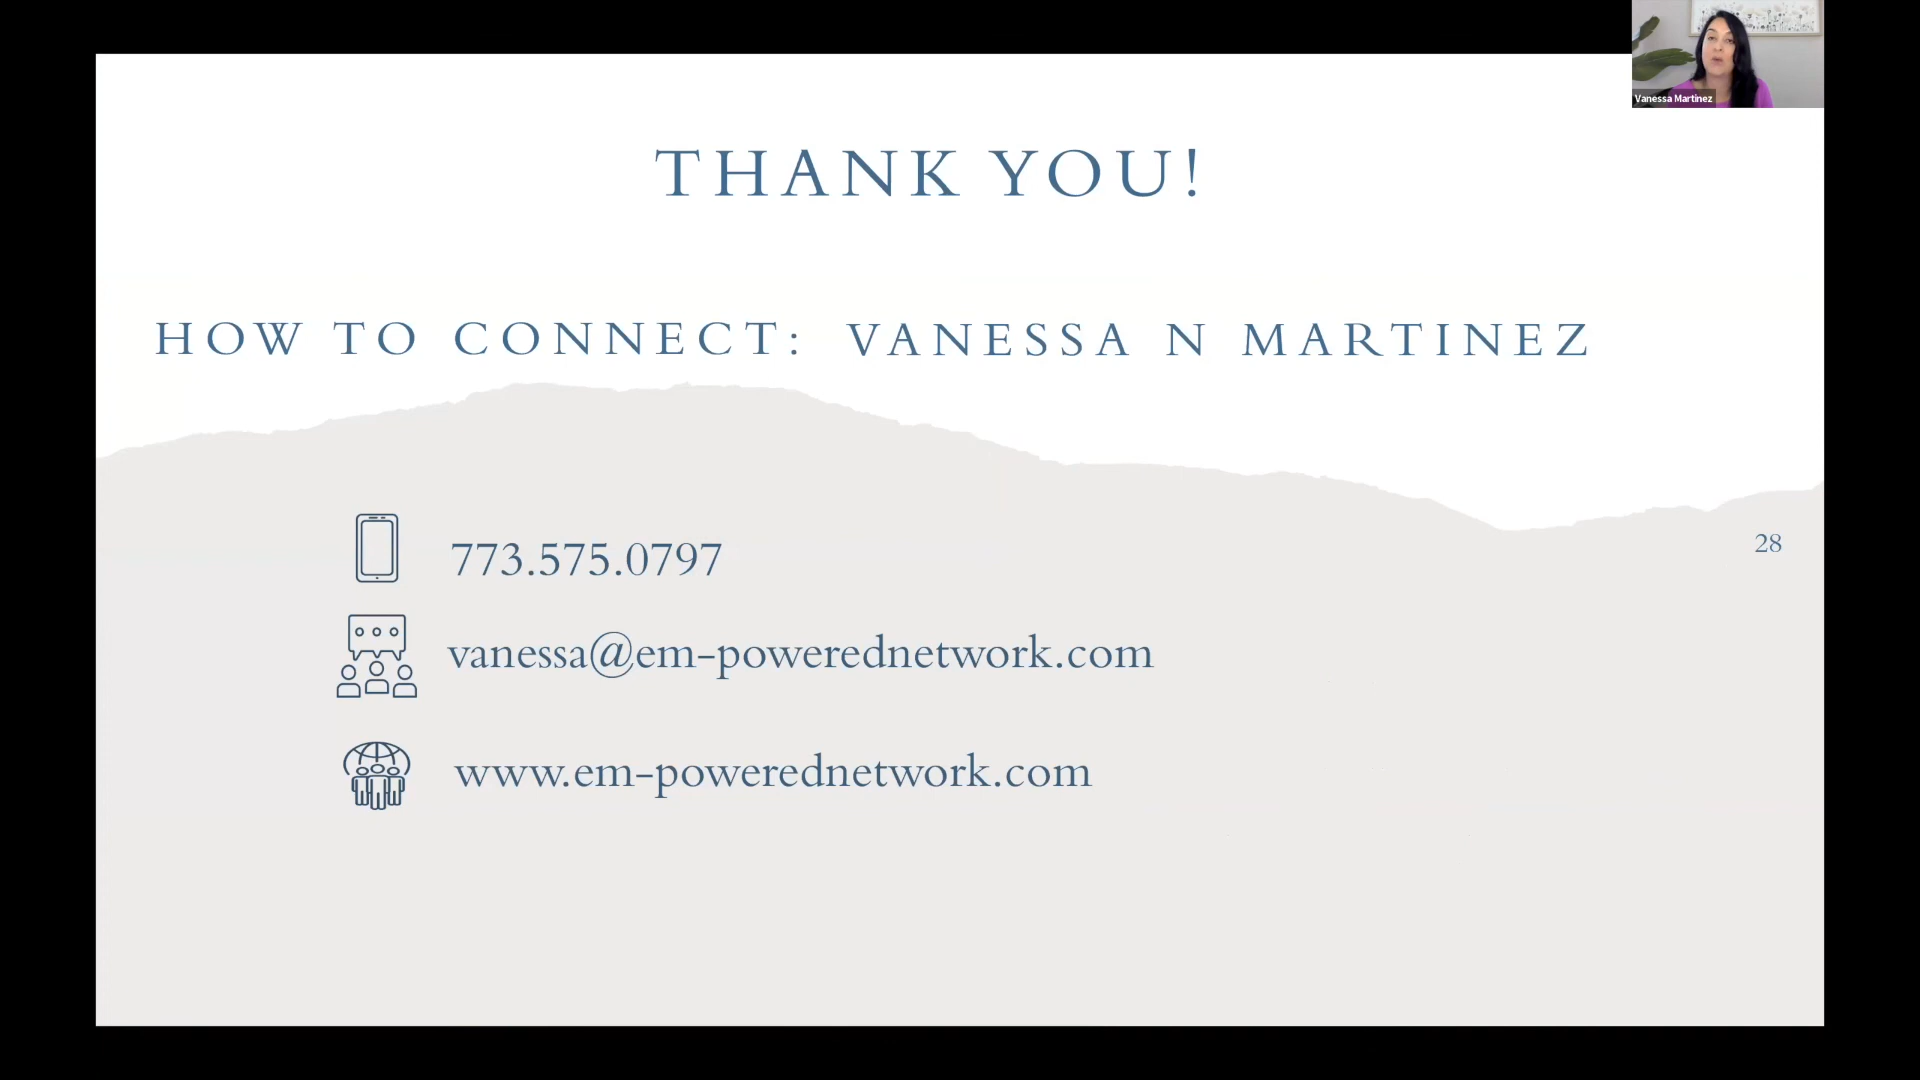 Vanessa Martinez
THANK YOU!
HOW TO CONNECT: VANESSA N MARTINEZ
773.575.0797
28
vanessa@em-powerednetwork.com
www.em-powerednetwork.com